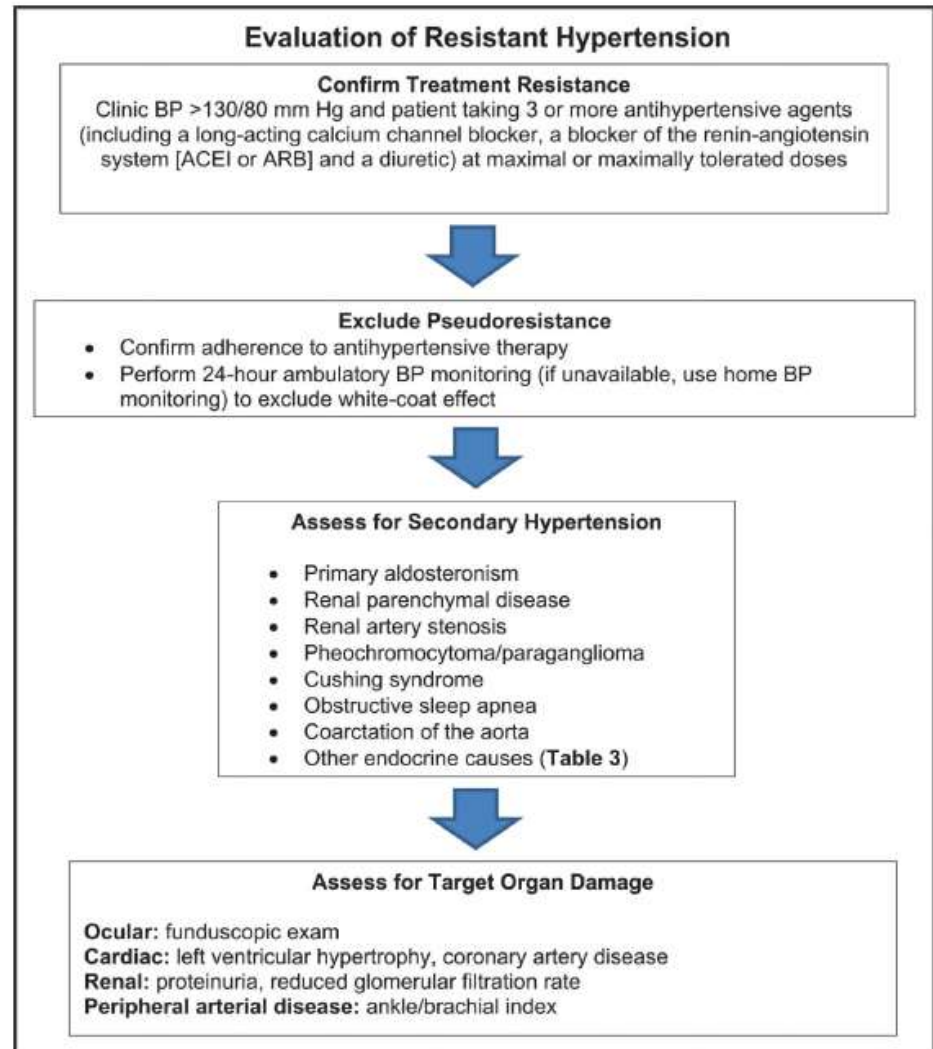 Evaluation of Resistant Hypertension
Confirm Treatment Resistance
Clinic BP >130/80 mm Hg and patient taking 3 or more antihypertensive agents
(including a long-acting calcium channel blocker, a blocker of the renin-angiotensin
system [ACEI or ARB] and a diuretic) at maximal or maximally tolerated doses
Exclude Pseudoresistance
• Confirm adherence to antihypertensive therapy
• Perform 24-hour ambulatory BP monitoring (if unavailable, use home BP
monitoring) to exclude white-coat effect
Assess for Secondary Hypertension
• Primary aldosteronism
• Renal parenchymal disease
• Renal artery stenosis
• Pheochromocytoma/paraganglioma
• Cushing syndrome
• Obstructive sleep apnea
• Coarctation of the aorta
• Other endocrine causes (Table 3)
Assess for Target Organ Damage
Ocular: funduscopic exam
Cardiac: left ventricular hypertrophy, coronary artery disease
Renal: proteinuria, reduced glomerular filtration rate
Peripheral arterial disease: ankle/brachial index